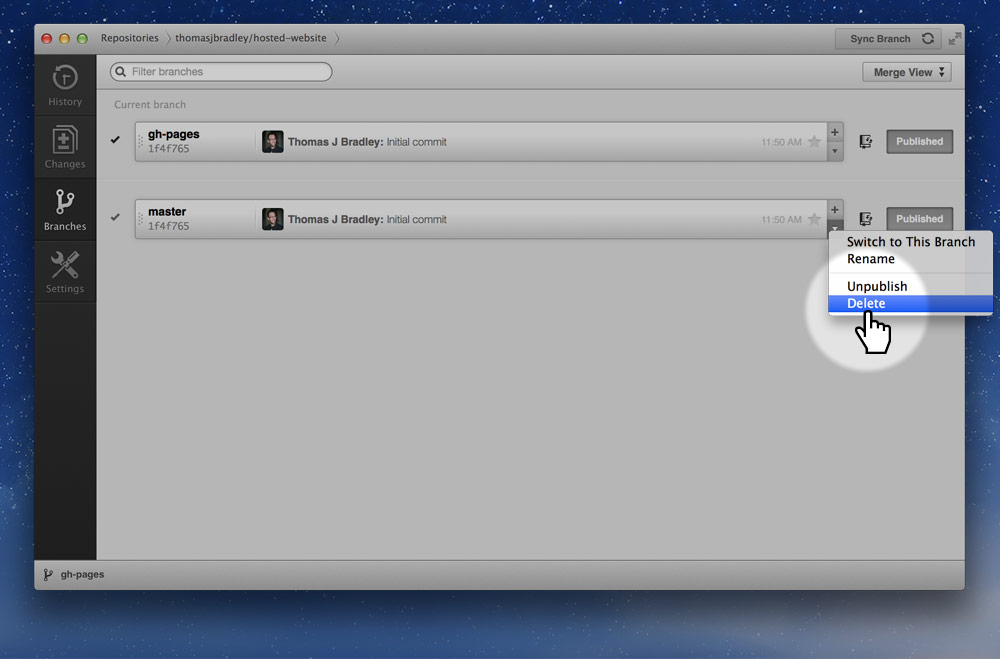 Repositories thomasjbradley/hosted-website Sync Branch
Filter branches Merge View
History
Current branch
gh-pages
1f4f765
Thomas J Bradley: Initial commit 11:50 AM Published
Changes
master
1f4f765
Thomas J Bradley: Initial commit 11:50 AM Published
Branches
Switch to This Branch
Rename
Unpublish
Delete
Settings
gh-pages